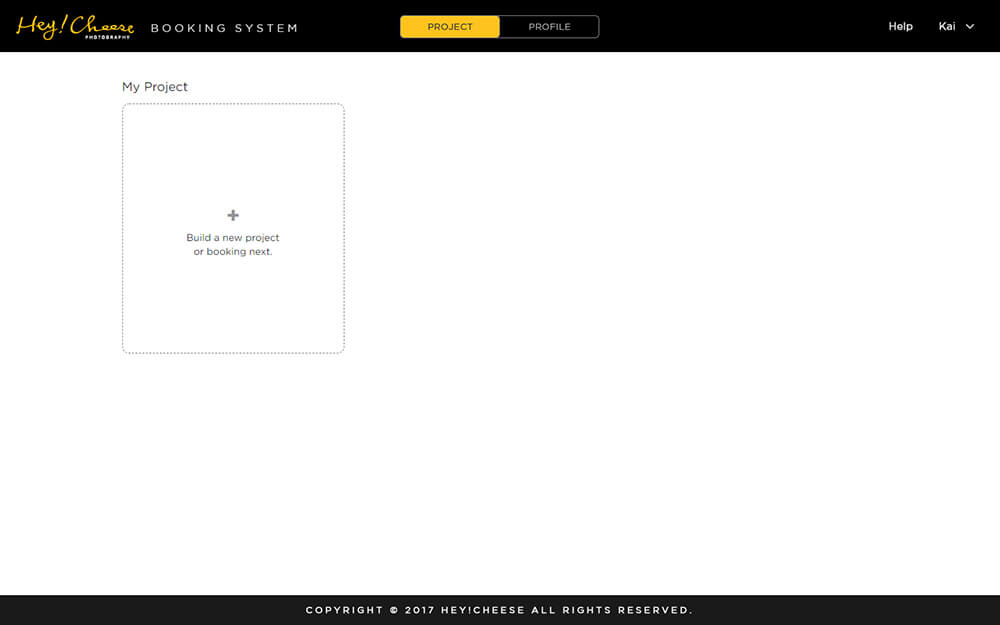 Hey! Cheese
PHOTOGRAPHY
BOOKING SYSTEM
PROJECT
PROFILE
Help
Kai
My Project
Build a new project
or booking next.
COPYRIGHT © 2017 HEY!CHEESE ALL RIGHTS RESERVED.